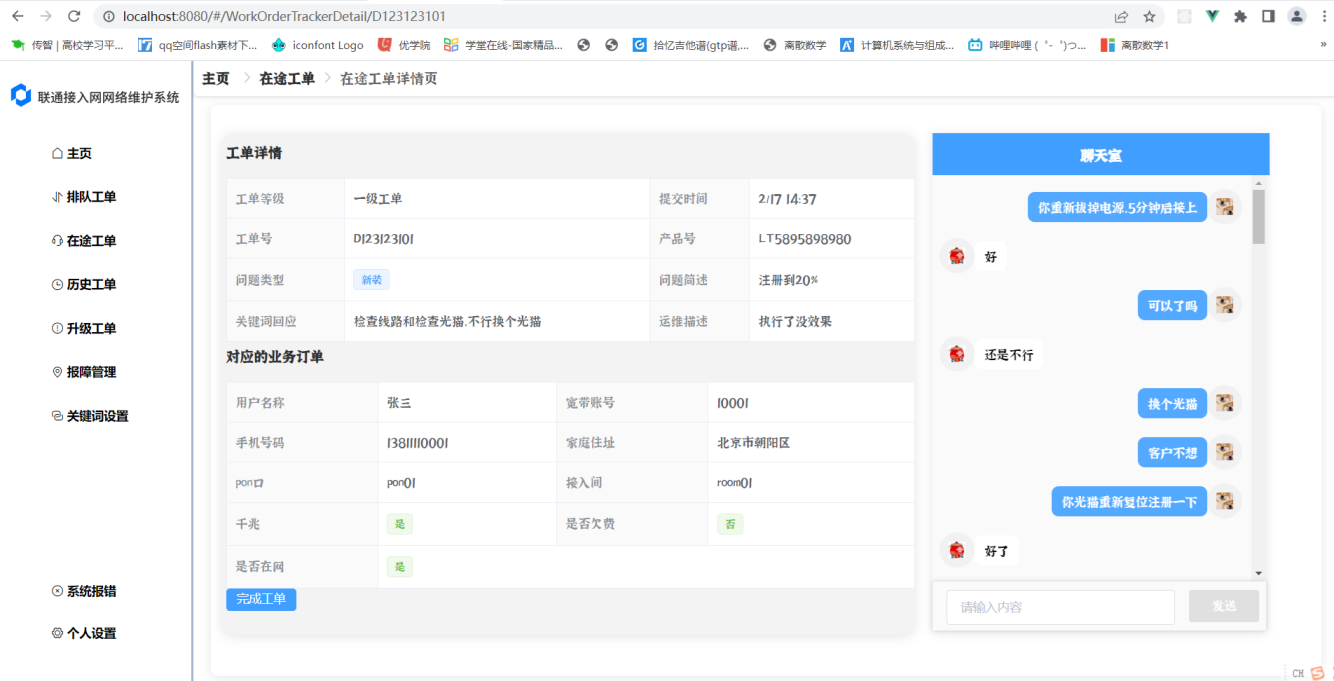 localhost:8080/#/WorkOrderTrackerDetail/D123123101
传智 | 高校学习平... qq空间flash素材下... iconfont Logo 优学院 学堂在线-国家精品... 拾忆吉他谱(gtp谱,... 离散数学 计算机系统与组成... 哔哩哔哩 ( ゜- ゜)つ... 离散数学1 »
联通接入网网络维护系统
主页
排队工单
在途工单
历史工单
升级工单
报障管理
关键词设置
系统报错
个人设置
主页 > 在途工单 > 在途工单详情页
工单详情
工单等级 一级工单 提交时间 2/17 14:37
工单号 D123123101 产品号 LT5895898980
问题类型 新装 问题简述 注册到20%
关键词回应 检查线路和检查光猫.不行换个光猫 运维描述 执行了没效果
对应的业务订单
用户名称 张三 宽带账号 10001
手机号码 13811110001 家庭住址 北京市朝阳区
pon口 pon01 接入间 room01
千兆 是 是否欠费 否
是否在网 是
完成工单
聊天室
你重新拔掉电源.5分钟后接上
好
可以了吗
还是不行
换个光猫
客户不想
你光猫重新复位注册一下
好了
请输入内容 发送
CH S